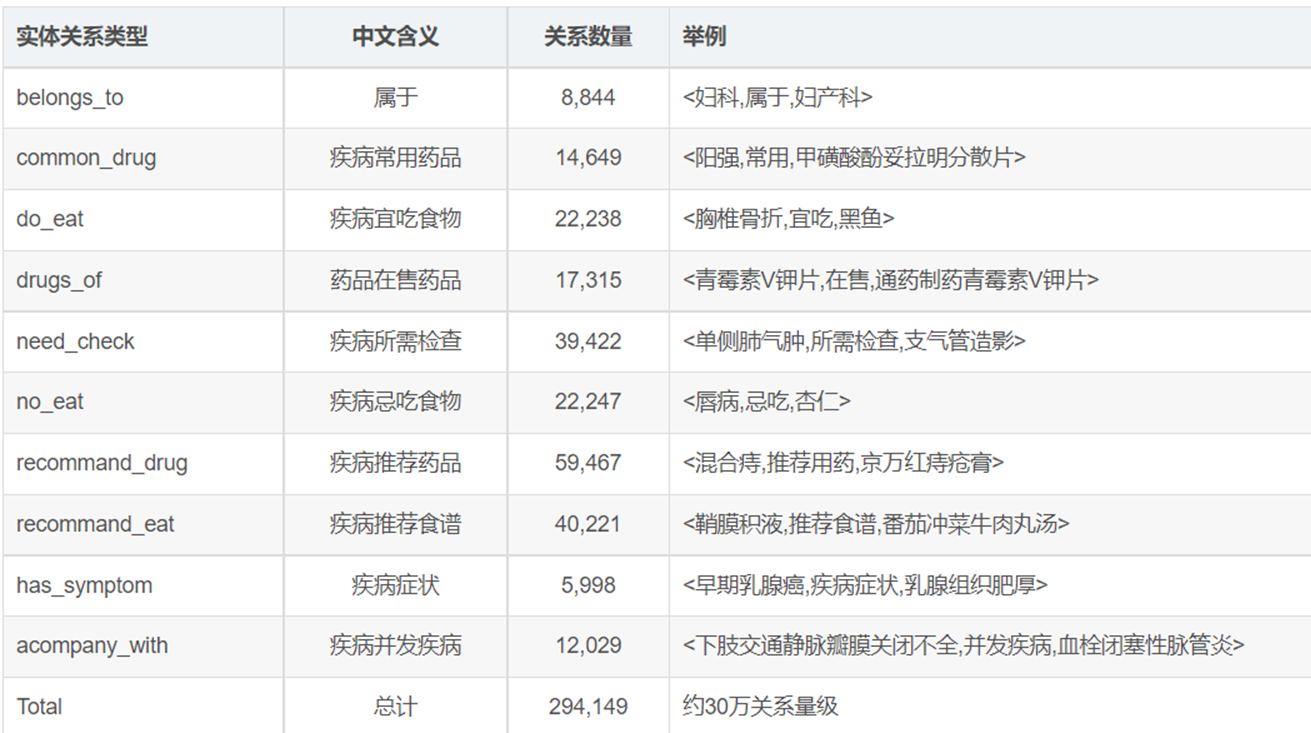 实体关系类型 中文含义 关系数量 举例
belongs_to 属于 8,844 <妇科,属于,妇产科>
common_drug 疾病常用药品 14,649 <阳强,常用,甲磺酸酚妥拉明分散片>
do_eat 疾病宜吃食物 22,238 <胸椎骨折,宜吃,黑鱼>
drugs_of 药品在售药品 17,315 <青霉素V钾片,在售,通药制药青霉素V钾片>
need_check 疾病所需检查 39,422 <单侧肺气肿,所需检查,支气管造影>
no_eat 疾病忌吃食物 22,247 <唇病,忌吃,杏仁>
recommand_drug 疾病推荐药品 59,467 <混合痔,推荐用药,京万红痔疮膏>
recommand_eat 疾病推荐食谱 40,221 <鞘膜积液,推荐食谱,番茄冲菜牛肉丸汤>
has_symptom 疾病症状 5,998 <早期乳腺癌,疾病症状,乳腺组织肥厚>
acompany_with 疾病并发疾病 12,029 <下肢交通静脉瓣膜关闭不全,并发疾病,血栓闭塞性脉管炎>
Total 总计 294,149 约30万关系量级